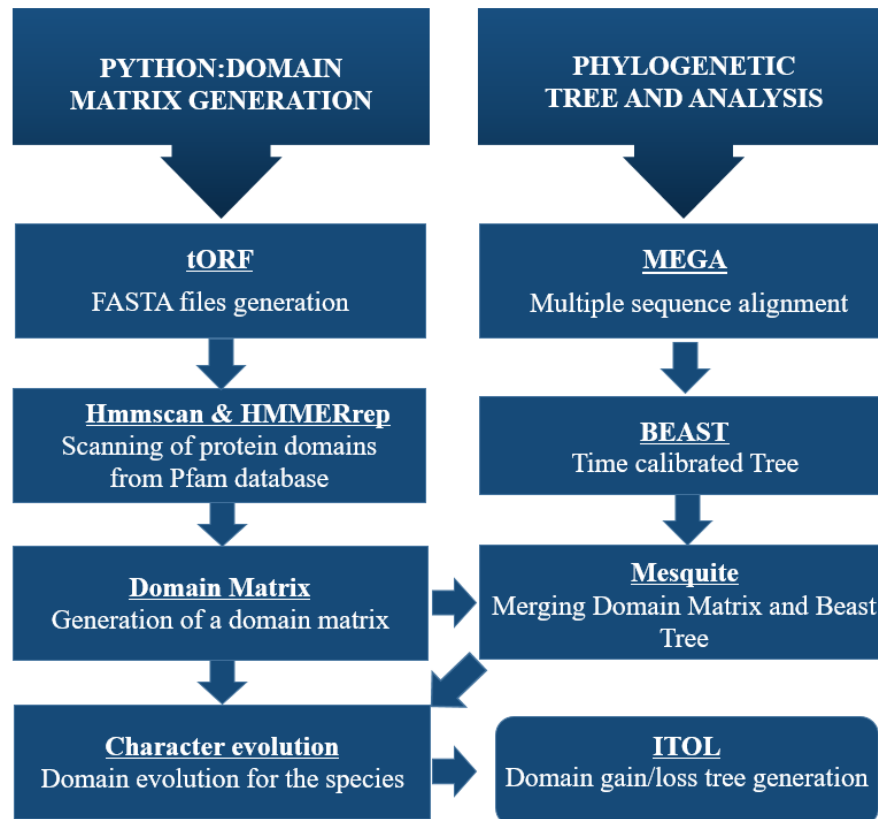 PYTHON:DOMAIN
MATRIX GENERATION
PHYLOGENETIC
TREE AND ANALYSIS
tORF
FASTA files generation
MEGA
Multiple sequence alignment
Hmmscan & HMMERrep
Scanning of protein domains
from Pfam database
BEAST
Time calibrated Tree
Domain Matrix
Generation of a domain matrix
Mesquite
Merging Domain Matrix and Beast
Tree
Character evolution
Domain evolution for the species
ITOL
Domain gain/loss tree generation